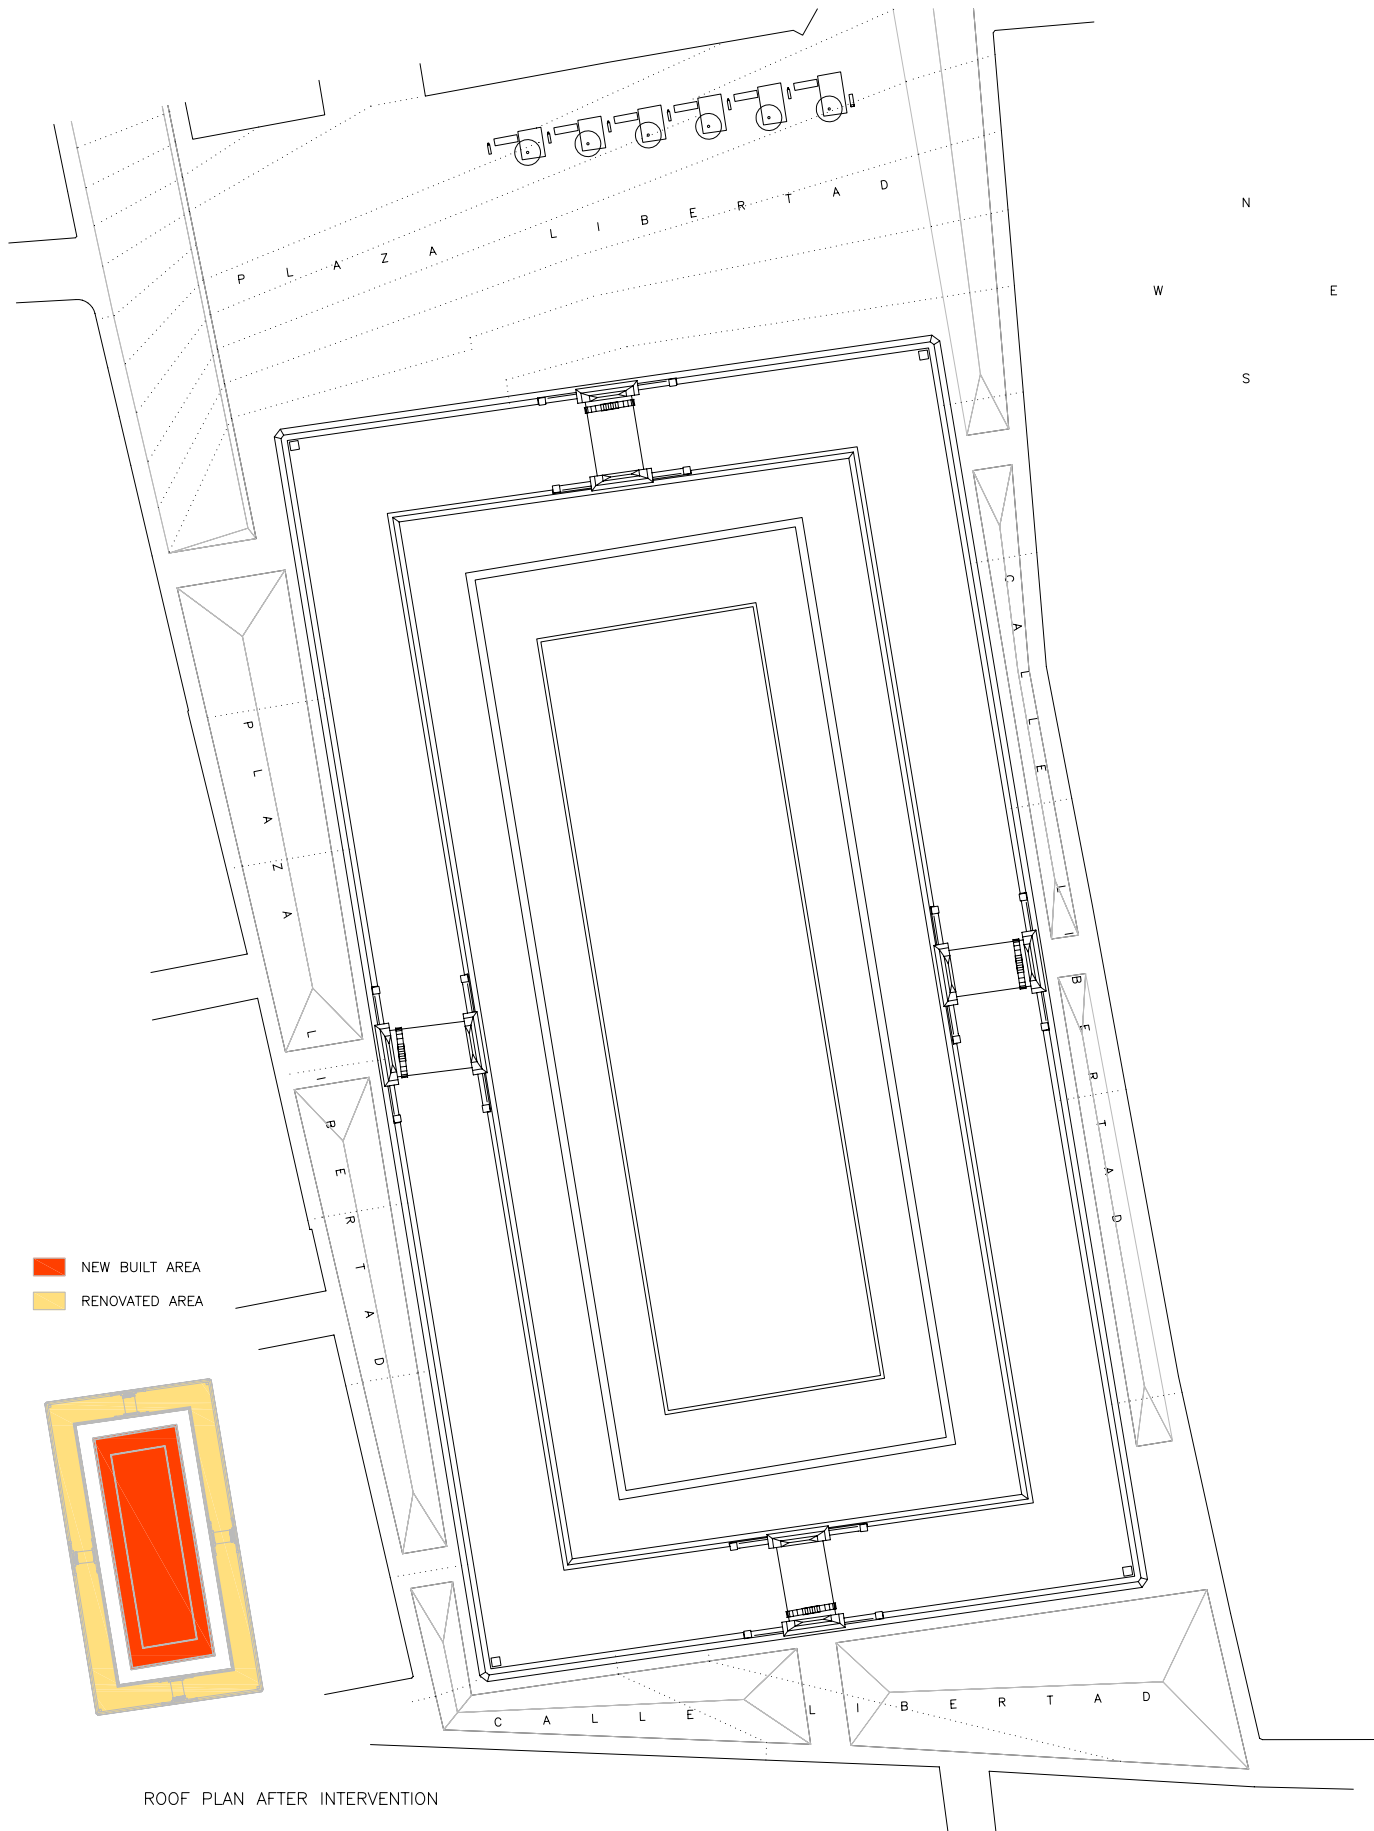 PLAZA LIBERTAD
N
W E
S
PLAZA LIBERTAD
CALLE LIBERTAD
NEW BUILT AREA
RENOVATED AREA
CALLE LIBERTAD
ROOF PLAN AFTER INTERVENTION